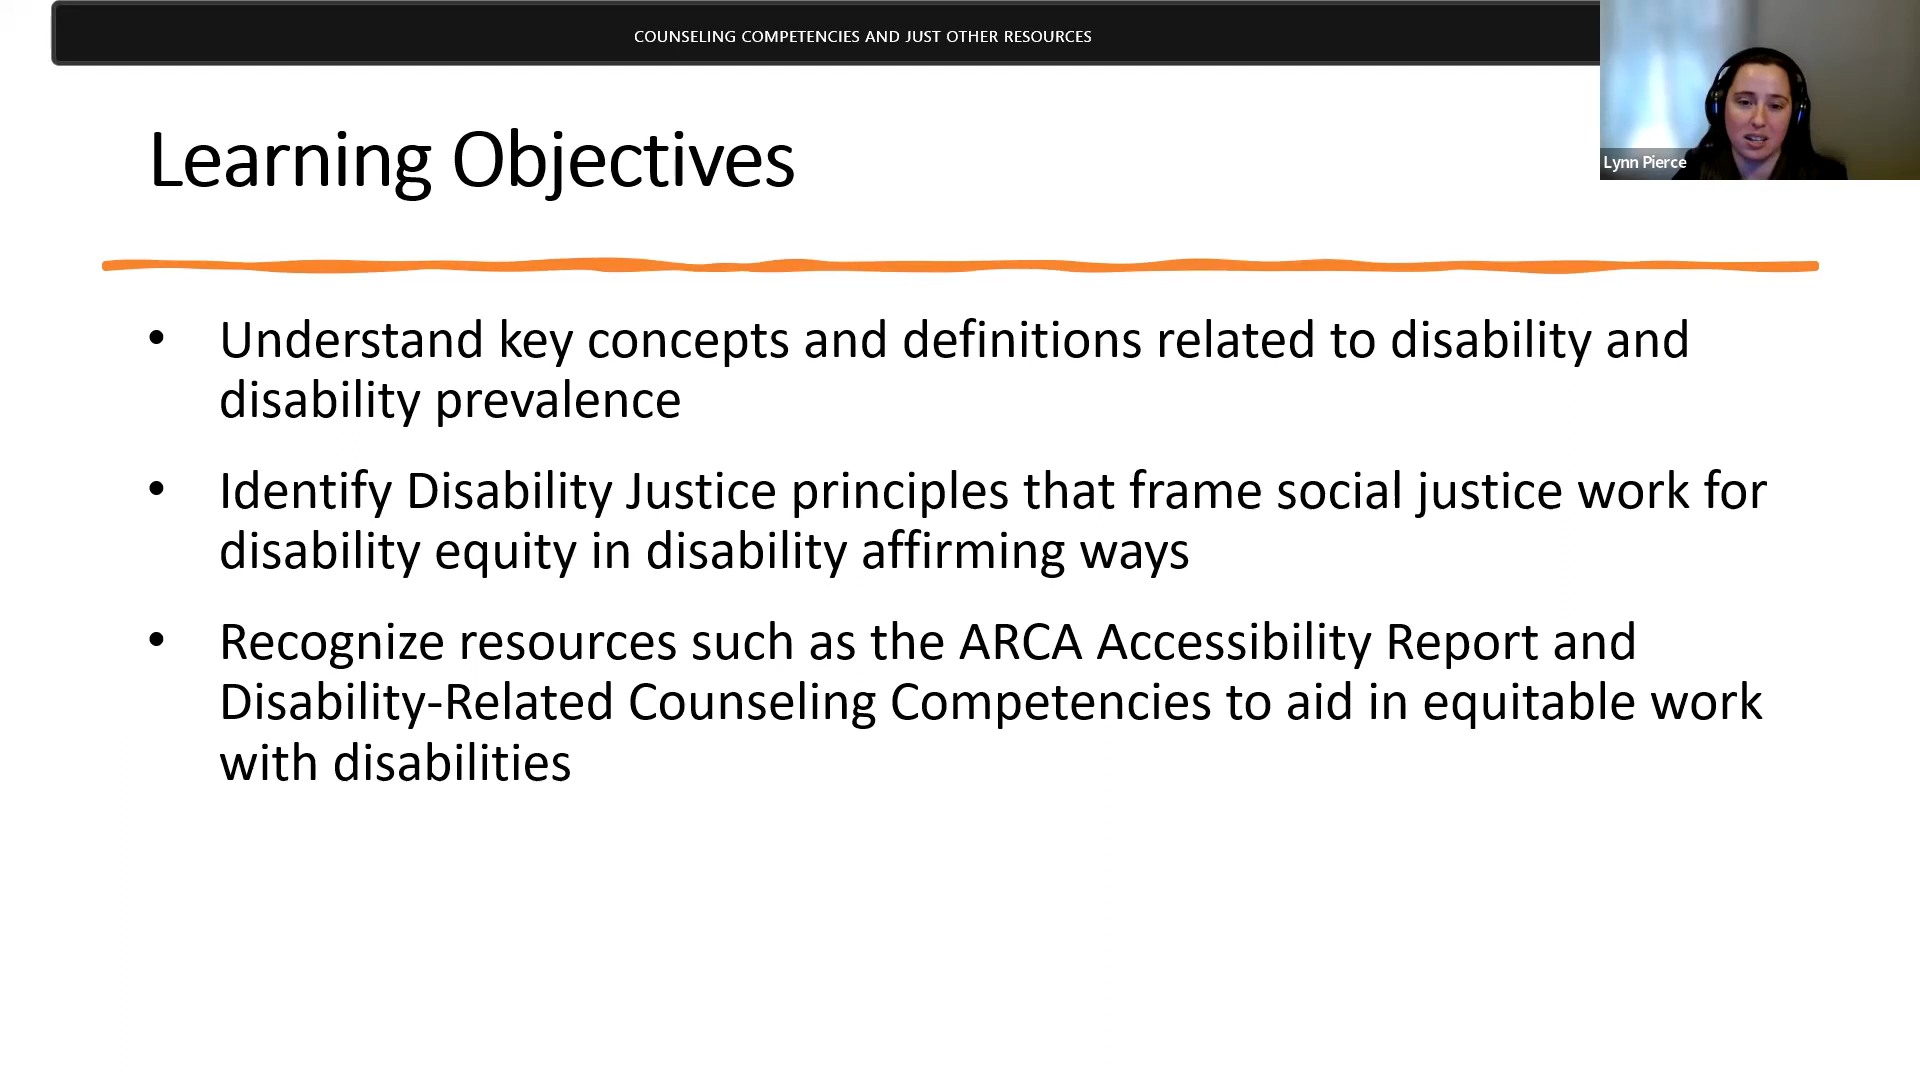 COUNSELING COMPETENCIES AND JUST OTHER RESOURCES
Lynn Pierce
Learning Objectives
• Understand key concepts and definitions related to disability and
disability prevalence
• Identify Disability Justice principles that frame social justice work for
disability equity in disability affirming ways
• Recognize resources such as the ARCA Accessibility Report and
Disability-Related Counseling Competencies to aid in equitable work
with disabilities